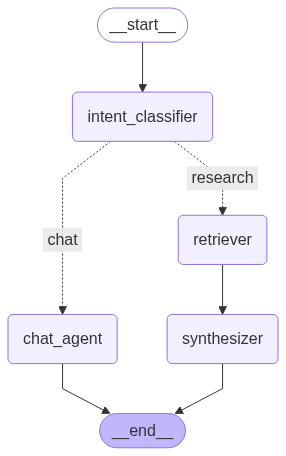 __start__
intent_classifier
research
retriever
chat
chat_agent
synthesizer
__end__